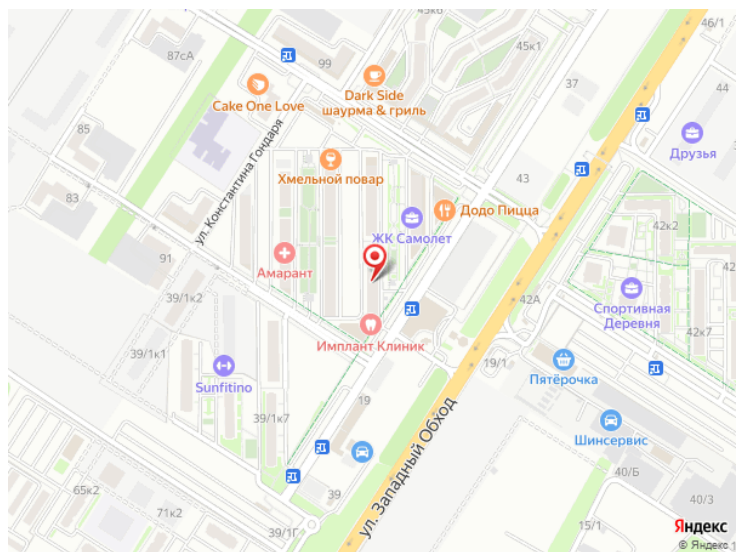 45к6
46/1
87сА
99
45к1
Cake One Love
Dark Side
шаурма & гриль
37
44
85
ул. Константина Гондаря
Друзья
Хмельной повар
43
83
Додо Пицца
ЖК Самолет
42к2
91
Амарант
39/1к2
42А
Спортивная
Деревня
42к7
39/1к1
Имплант Клиник
19/1
Sunfitino
Пятёрочка
19
39/1к7
ул. Западный Обход
Шинсервис
40/Б
65к2
39
40/3
71к2
39/1Г
15/1
Яндекс
© Яндекс